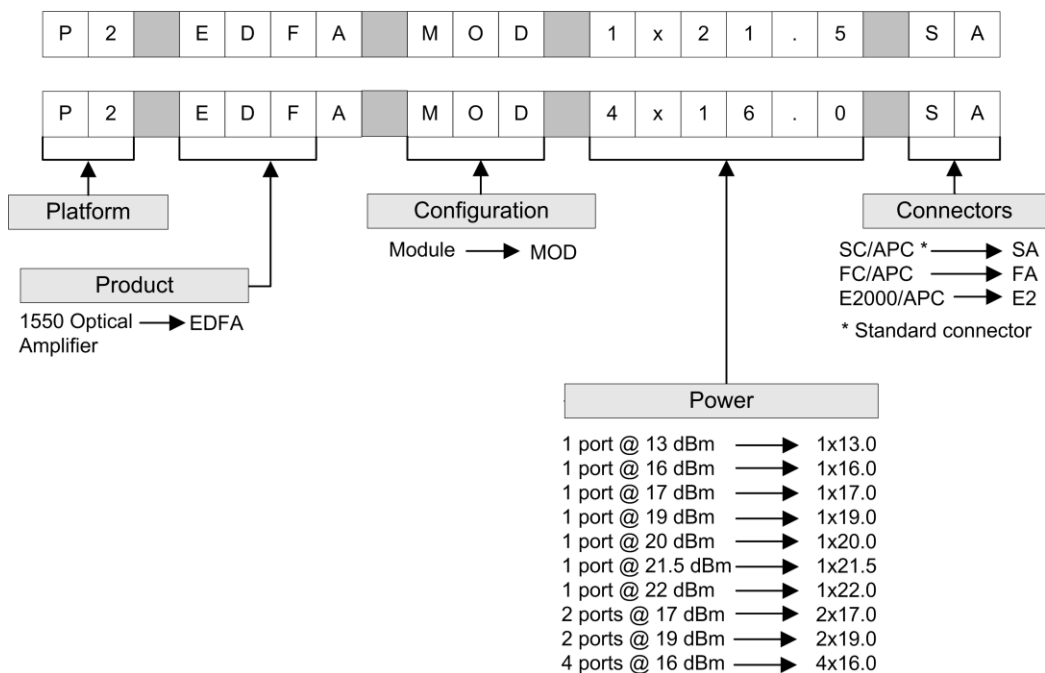 P 2 E D F A M O D 1 x 2 1 . 5 S A
P 2 E D F A M O D 4 x 1 6 . 0 S A
Platform
Configuration
Connectors
Module MOD
SC/APC * SA
FC/APC FA
E2000/APC E2
* Standard connector
Product
1550 Optical EDFA
Amplifier
Power
1 port @ 13 dBm 1x13.0
1 port @ 16 dBm 1x16.0
1 port @ 17 dBm 1x17.0
1 port @ 19 dBm 1x19.0
1 port @ 20 dBm 1x20.0
1 port @ 21.5 dBm 1x21.5
1 port @ 22 dBm 1x22.0
2 ports @ 17 dBm 2x17.0
2 ports @ 19 dBm 2x19.0
4 ports @ 16 dBm 4x16.0